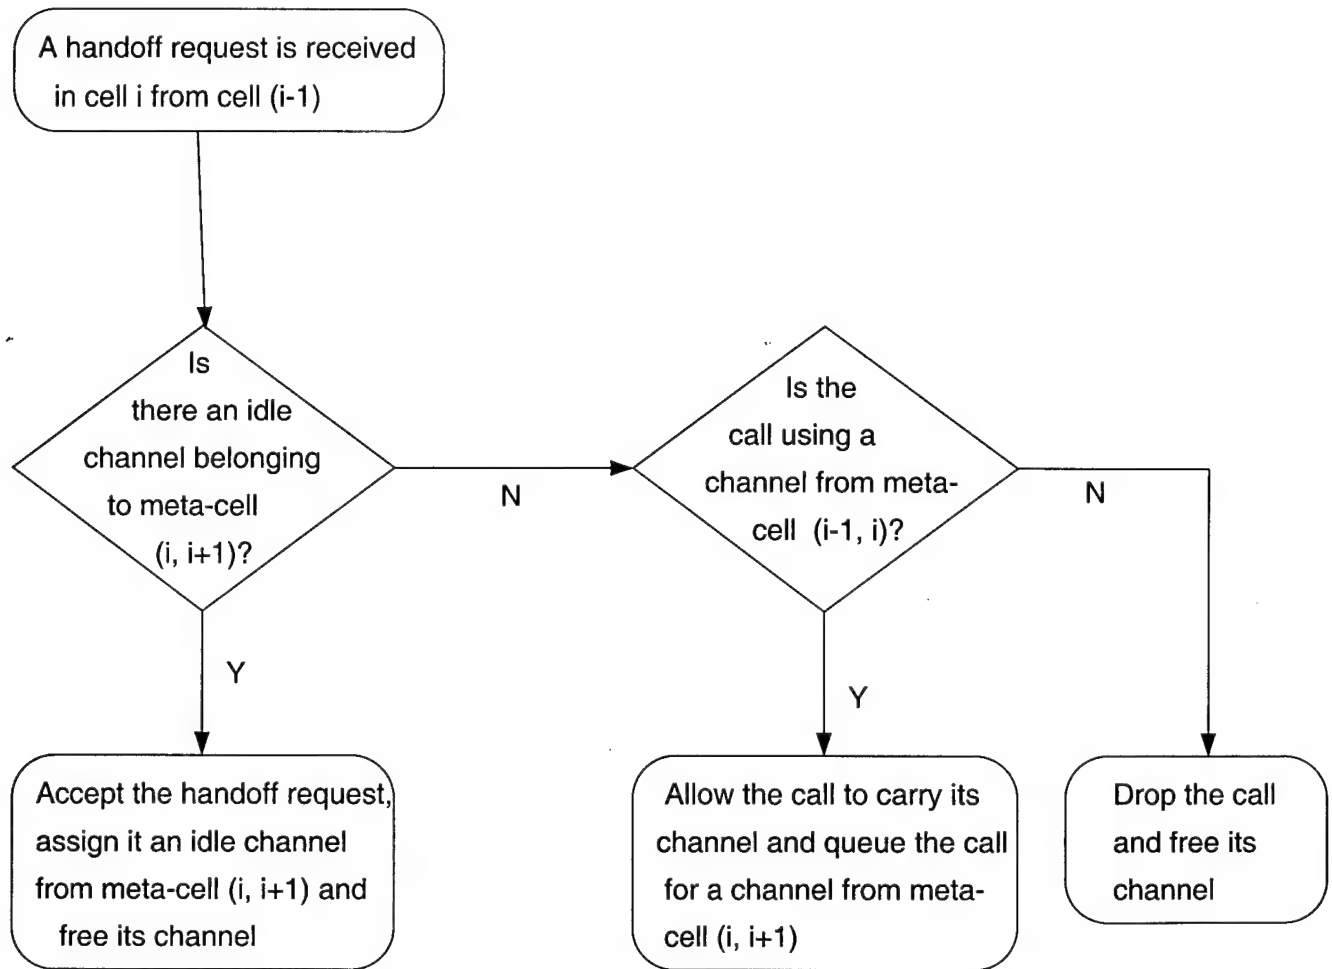 A handoff request is received
in cell i from cell (i-1)
Is
there an idle
channel belonging
to meta-cell
(i, i+1)?
N
Is the
call using a
channel from meta-
cell (i-1, i)?
N
Y
Y
Accept the handoff request,
assign it an idle channel
from meta-cell (i, i+1) and
free its channel
Allow the call to carry its
channel and queue the call
for a channel from meta-
cell (i, i+1)
Drop the call
and free its
channel